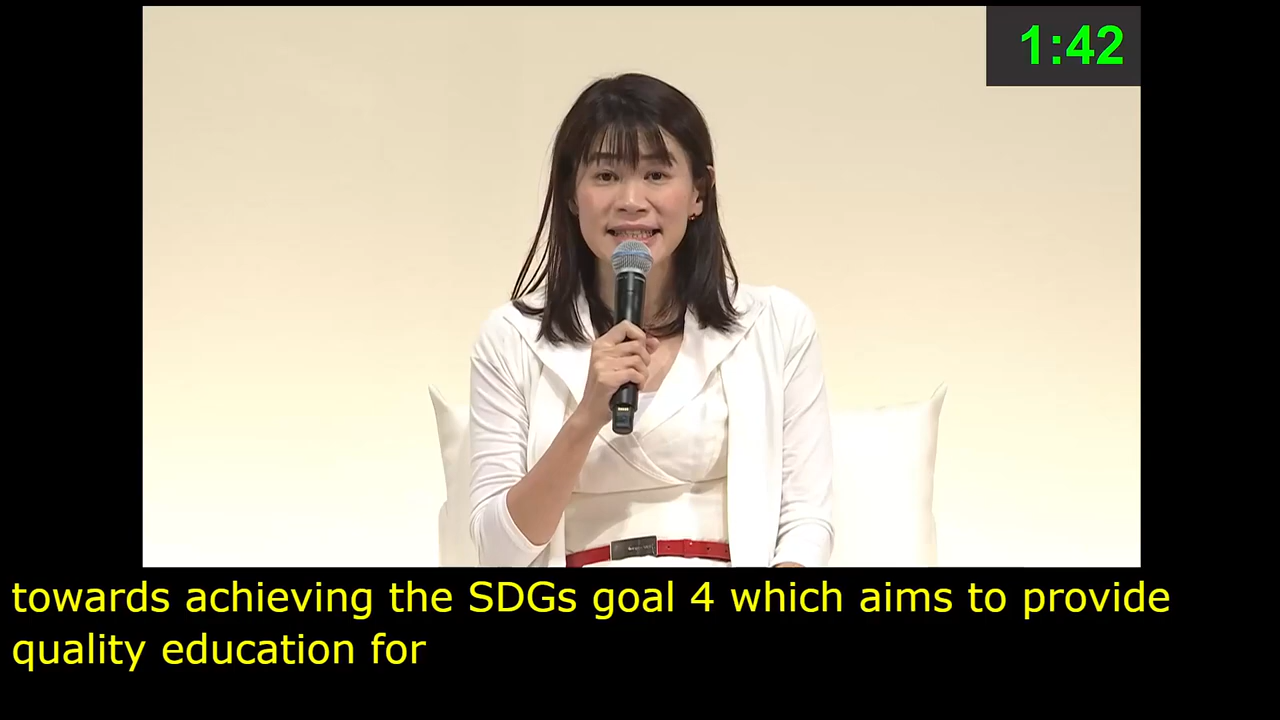 1:42
towards achieving the SDGs goal 4 which aims to provide
quality education for